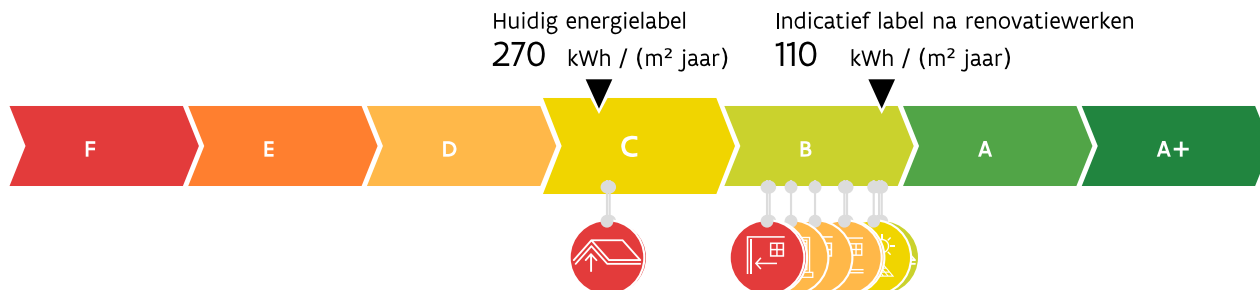 Huidig energielabel
270 kWh / (m² jaar)
Indicatief label na renovatiewerken
110 kWh / (m² jaar)
F E D C B A A+